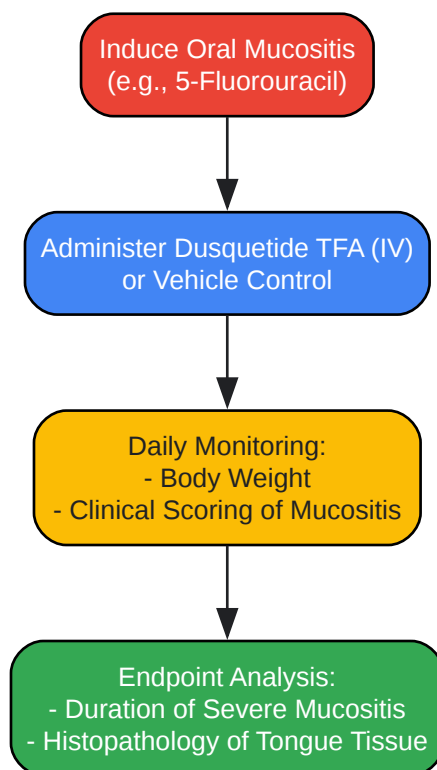 Induce Oral Mucositis
(e.g., 5-Fluorouracil)
Administer Dusquetide TFA (IV)
or Vehicle Control
Daily Monitoring:
- Body Weight
- Clinical Scoring of Mucositis
Endpoint Analysis:
- Duration of Severe Mucositis
- Histopathology of Tongue Tissue